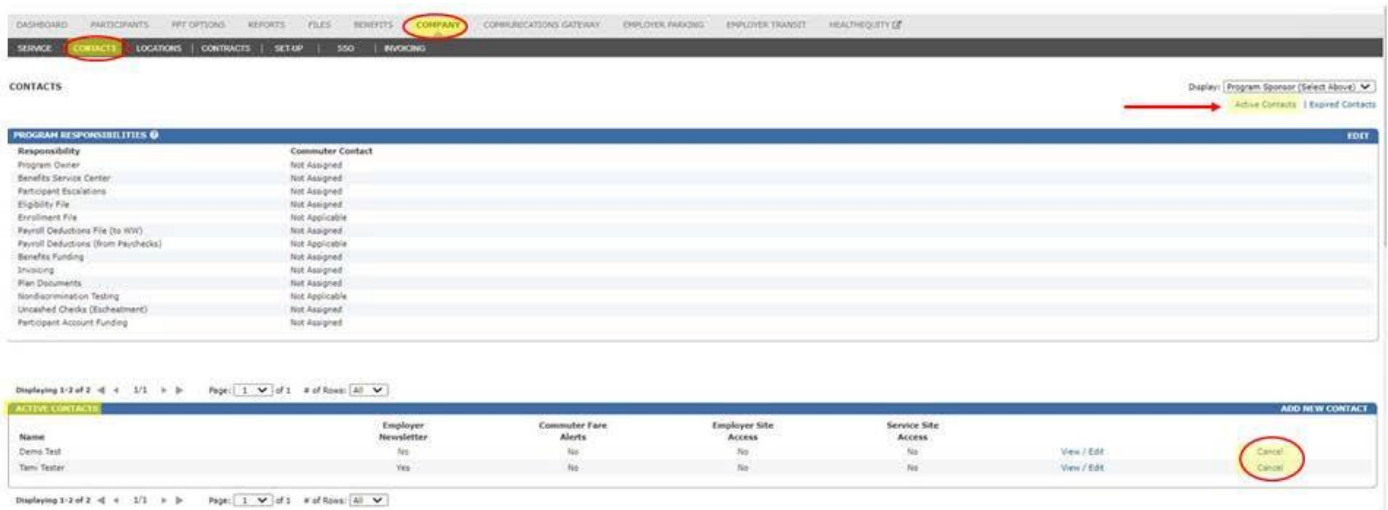 DASHBOARD PARTICIPANTS PPT OPTIONS REPORTS FILES BENEFITS COMPANY COMMUNICATIONS GATEWAY EMPLOYER PARKING EMPLOYER TRANSIT HEALTHEQUITY
SERVICE CONTACTS LOCATIONS | CONTRACTS | SET-UP | SSO | INVOICING
CONTACTS
Display: Program Sponsor (Select Above)
Active Contacts | Expired Contacts
PROGRAM RESPONSIBILITIES EDIT
Responsibility Commuter Contact
Program Owner Not Assigned
Benefits Service Center Not Assigned
Participant Escalations Not Assigned
Eligibility File Not Assigned
Enrollment File Not Applicable
Payroll Deductions File (to WW) Not Assigned
Payroll Deductions (from Paychecks) Not Applicable
Benefits Funding Not Assigned
Invoicing Not Assigned
Plan Documents Not Assigned
Nondiscrimination Testing Not Applicable
Uncashed Checks (Escheatment) Not Assigned
Participant Account Funding Not Assigned
Displaying 1-2 of 2 1/1 Page: 1 of 1 # of Rows: All
ACTIVE CONTACTS ADD NEW CONTACT
Name Employer Newsletter Commuter Fare Alerts Employer Site Access Service Site Access
Demo Test No No No No View / Edit Cancel
Tami Tester Yes No No No View / Edit Cancel
Displaying 1-2 of 2 1/1 Page: 1 of 1 # of Rows: All